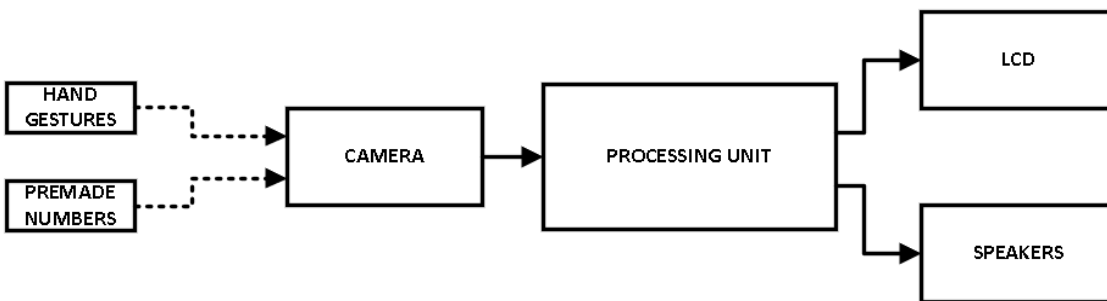 HAND
GESTURES
PREMADE
NUMBERS
CAMERA
PROCESSING UNIT
LCD
SPEAKERS